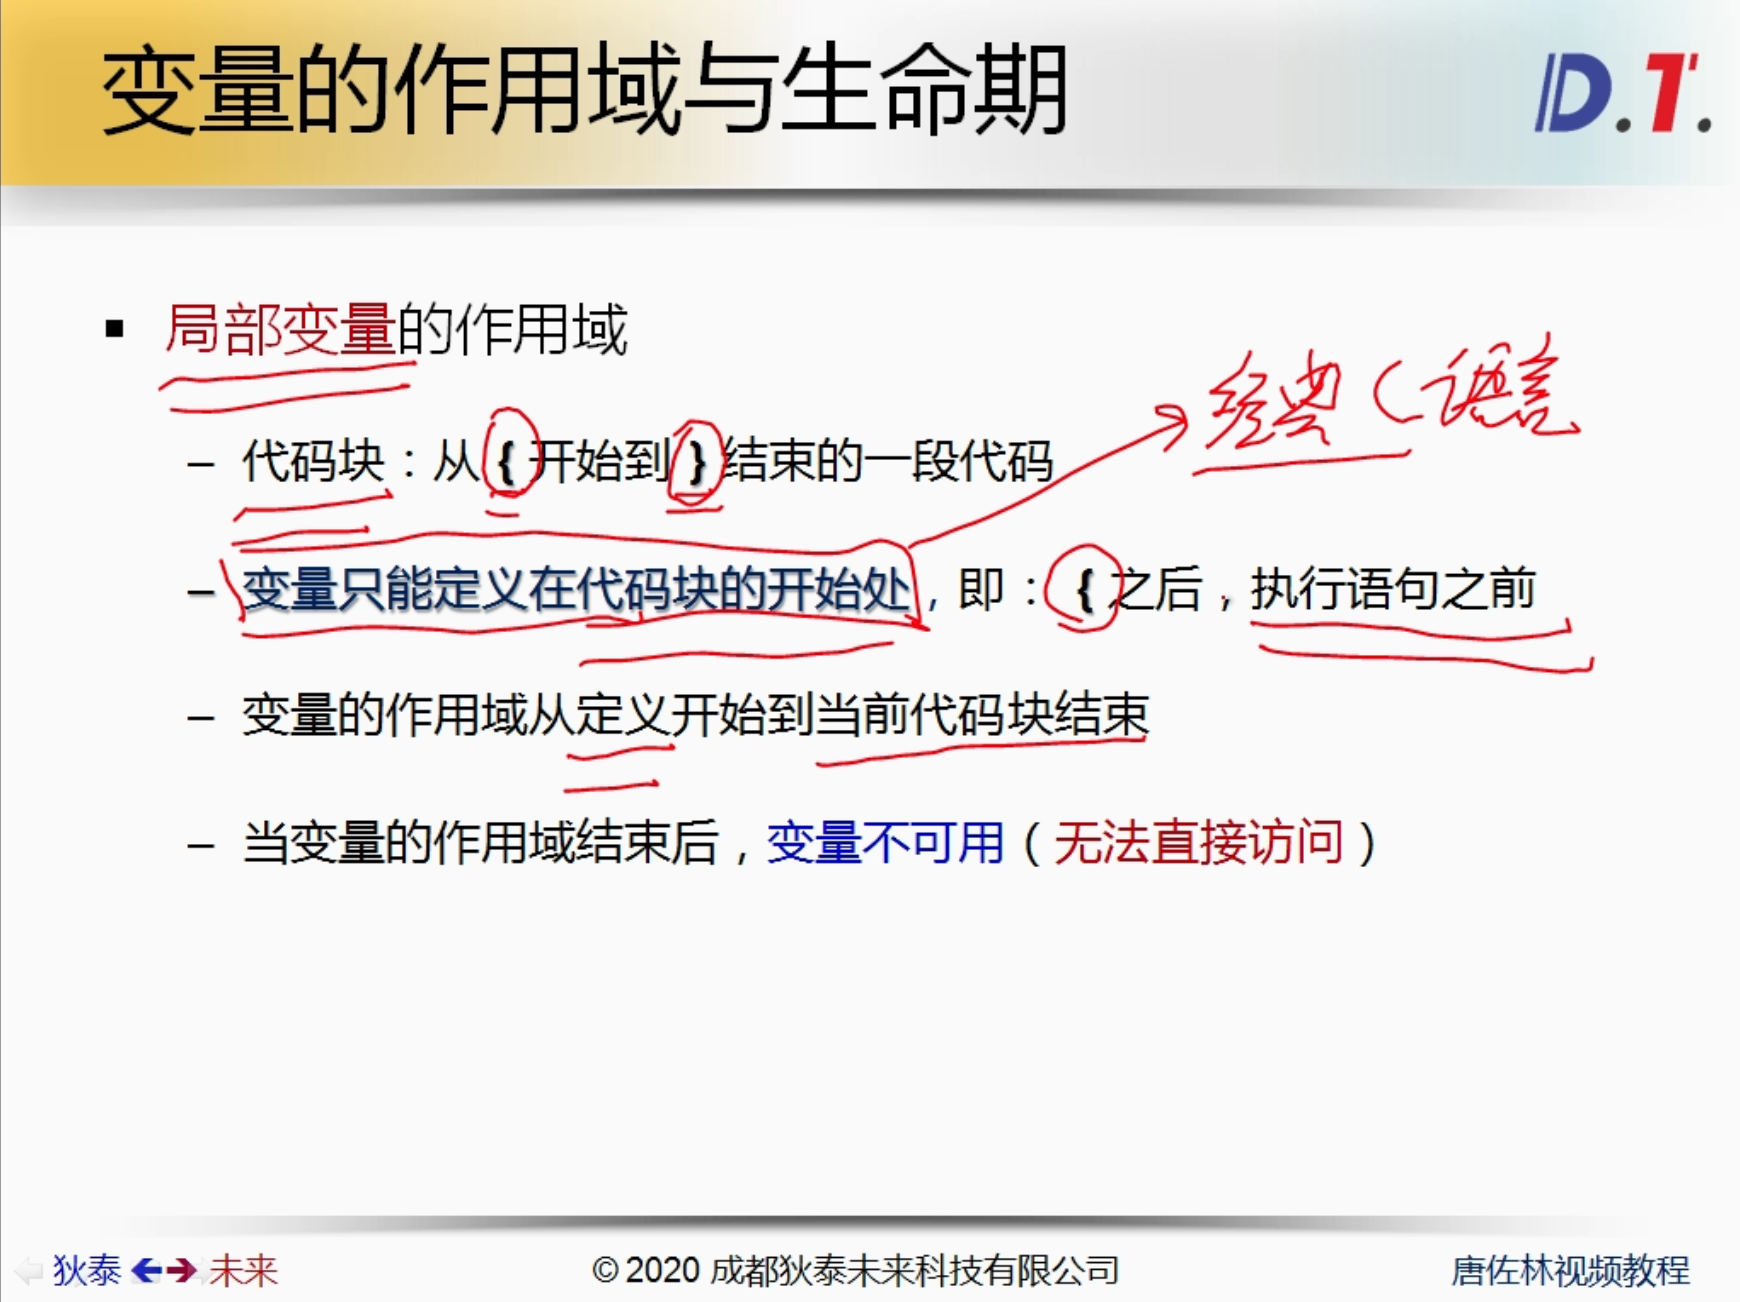 变量的作用域与生命期
D.T.
▪ 局部变量的作用域
经典C语言
– 代码块：从 { 开始到 } 结束的一段代码
– 变量只能定义在代码块的开始处，即： { 之后，执行语句之前
– 变量的作用域从定义开始到当前代码块结束
– 当变量的作用域结束后，变量不可用（无法直接访问）
狄泰 未来
© 2020 成都狄泰未来科技有限公司
唐佐林视频教程